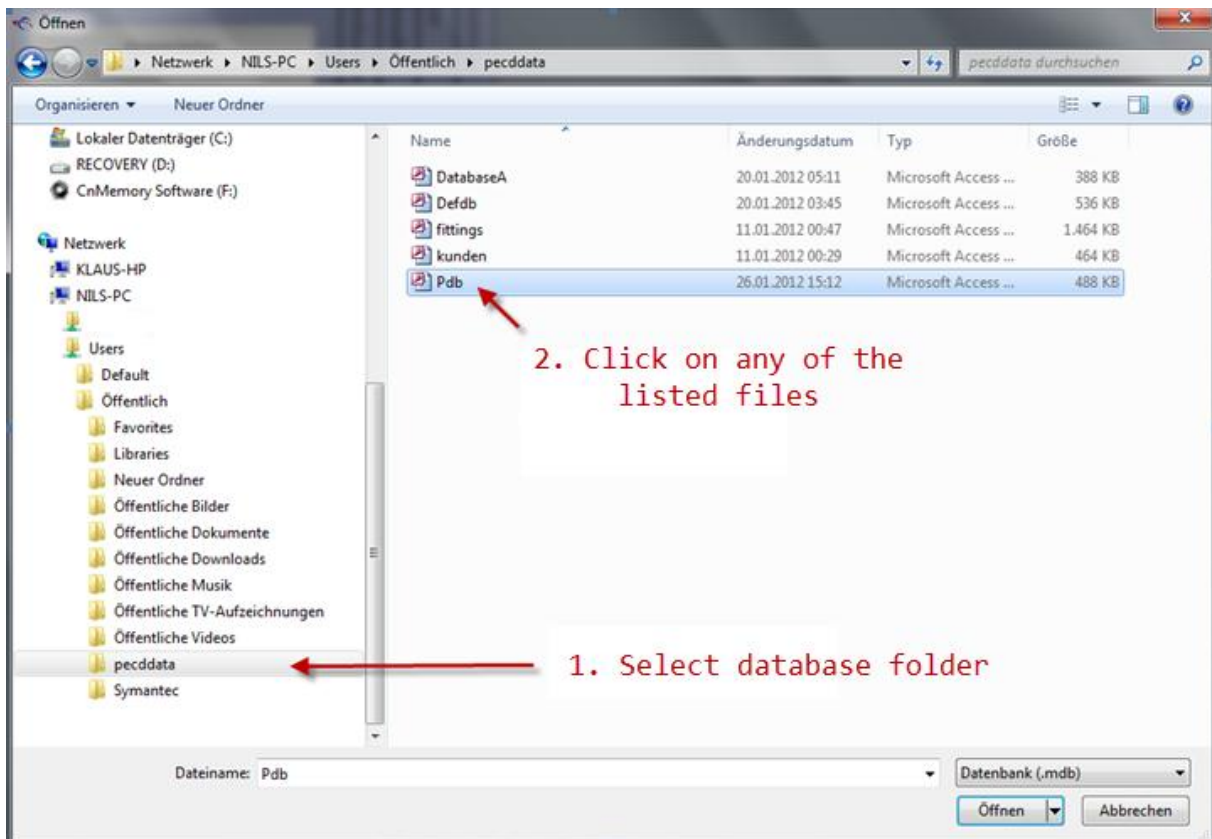 Öffnen
Netzwerk ▸ NILS-PC ▸ Users ▸ Öffentlich ▸ pecddata
pecddata durchsuchen
Organisieren
Neuer Ordner
Lokaler Datenträger (C:)
RECOVERY (D:)
CnMemory Software (F:)
Netzwerk
KLAUS-HP
NILS-PC
Users
Default
Öffentlich
Favorites
Libraries
Neuer Ordner
Öffentliche Bilder
Öffentliche Dokumente
Öffentliche Downloads
Öffentliche Musik
Öffentliche TV-Aufzeichnungen
Öffentliche Videos
pecddata
Symantec
Name Änderungsdatum Typ Größe
DatabaseA 20.01.2012 05:11 Microsoft Access ... 388 KB
Defdb 20.01.2012 03:45 Microsoft Access ... 536 KB
fittings 11.01.2012 00:47 Microsoft Access ... 1.464 KB
kunden 11.01.2012 00:29 Microsoft Access ... 464 KB
Pdb 26.01.2012 15:12 Microsoft Access ... 488 KB
2. Click on any of the
listed files
1. Select database folder
Dateiname: Pdb
Datenbank (.mdb)
Öffnen
Abbrechen